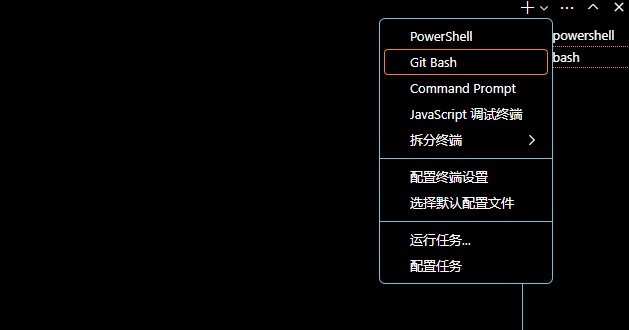 PowerShell
Git Bash
Command Prompt
JavaScript 调试终端
拆分终端
配置终端设置
选择默认配置文件
运行任务...
配置任务
powershell
bash